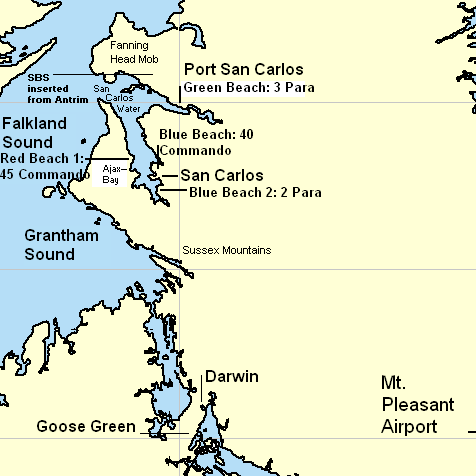 Fanning
Head Mob
SBS
inserted
from Antrim
Port San Carlos
Green Beach: 3 Para
San
Carlos
Water
Falkland
Sound
Blue Beach: 40
Commando
Red Beach 1:
45 Commando
Ajax-
Bay
San Carlos
Blue Beach 2: 2 Para
Grantham
Sound
Sussex Mountains
Darwin
Mt.
Pleasant
Airport
Goose Green